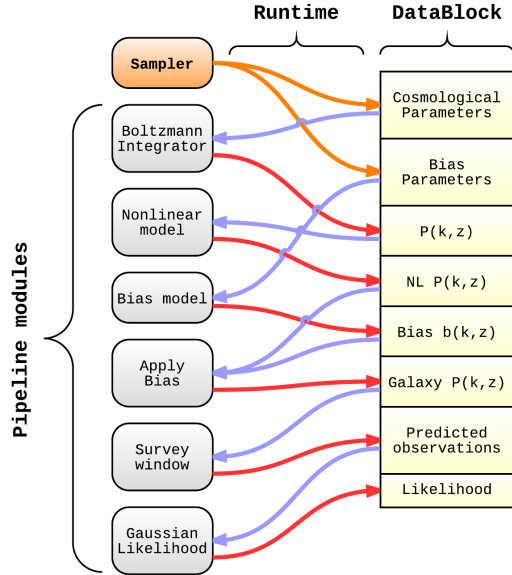 Runtime
DataBlock
Sampler
Pipeline modules
Boltzmann
Integrator
Nonlinear
model
Bias model
Apply
Bias
Survey
window
Gaussian
Likelihood
Cosmological
Parameters
Bias
Parameters
P(k,z)
NL P(k,z)
Bias b(k,z)
Galaxy P(k,z)
Predicted
observations
Likelihood